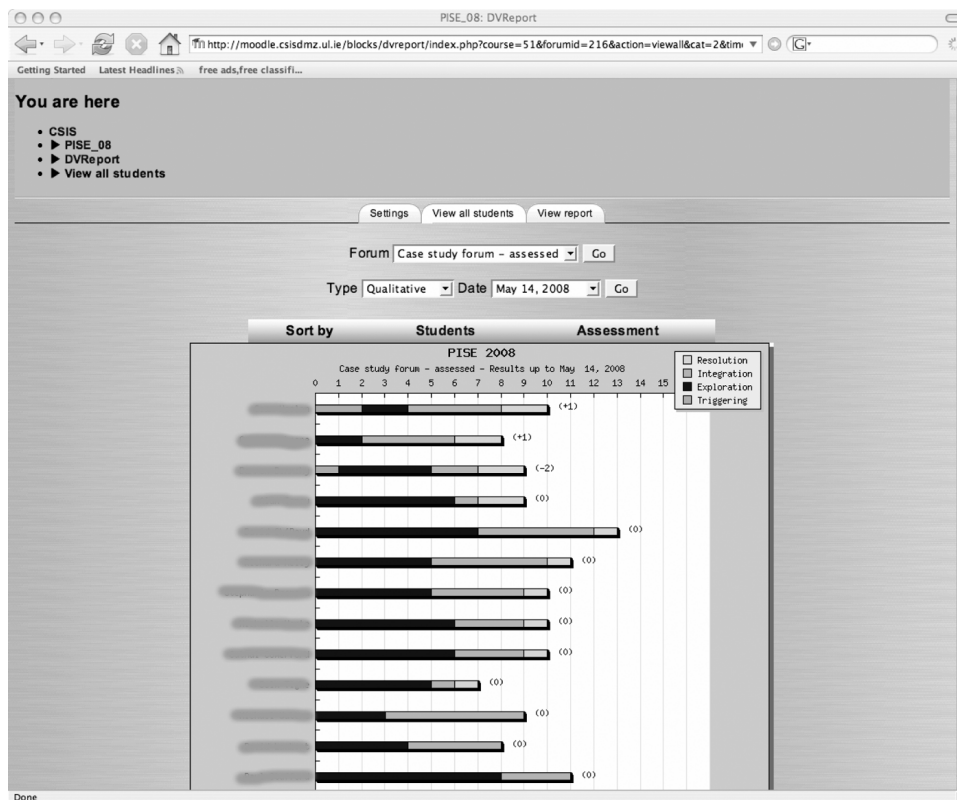 PISE_08: DVReport
http://moodle.csisdmz.ul.ie/blocks/dvreport/index.php?course=51&forumid=216&action=viewall&cat=2&tim
G
Getting Started Latest Headlines free ads,free classifi...
You are here
• CSIS
• ▶ PISE_08
• ▶ DVReport
• ▶ View all students
Settings View all students View report
Forum Case study forum – assessed Go
Type Qualitative Date May 14, 2008 Go
Sort by Students Assessment
PISE 2008
Case study forum – assessed – Results up to May 14, 2008
0 1 2 3 4 5 6 7 8 9 10 11 12 13 14 15
Resolution
Integration
Exploration
Triggering
(+1)
(+1)
(-2)
(0)
(0)
(0)
(0)
(0)
(0)
(0)
(0)
(0)
(0)
Done